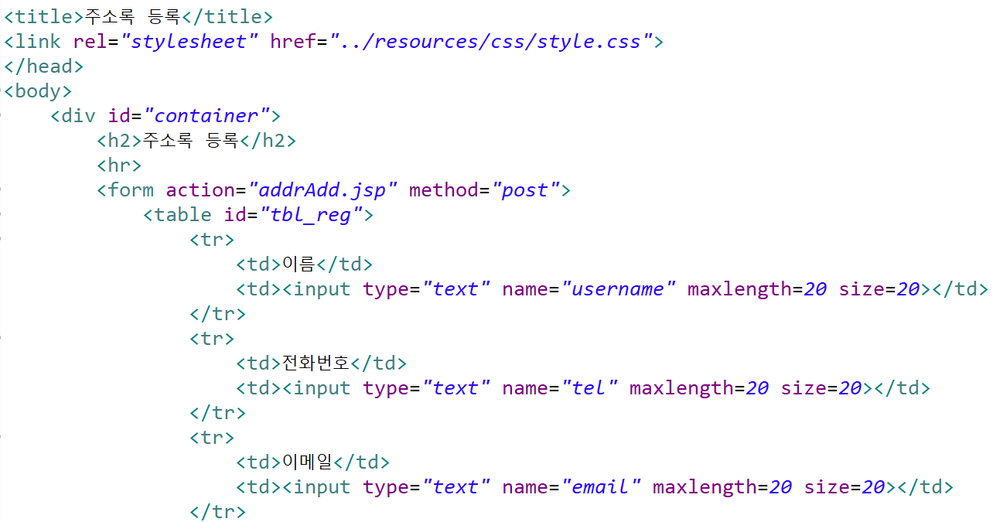 <title>주소록 등록</title>
<link rel="stylesheet" href="../resources/css/style.css">
</head>
<body>
    <div id="container">
        <h2>주소록 등록</h2>
        <hr>
        <form action="addrAdd.jsp" method="post">
            <table id="tbl_reg">
                <tr>
                    <td>이름</td>
                    <td><input type="text" name="username" maxlength=20 size=20></td>
                </tr>
                <tr>
                    <td>전화번호</td>
                    <td><input type="text" name="tel" maxlength=20 size=20></td>
                </tr>
                <tr>
                    <td>이메일</td>
                    <td><input type="text" name="email" maxlength=20 size=20></td>
                </tr>